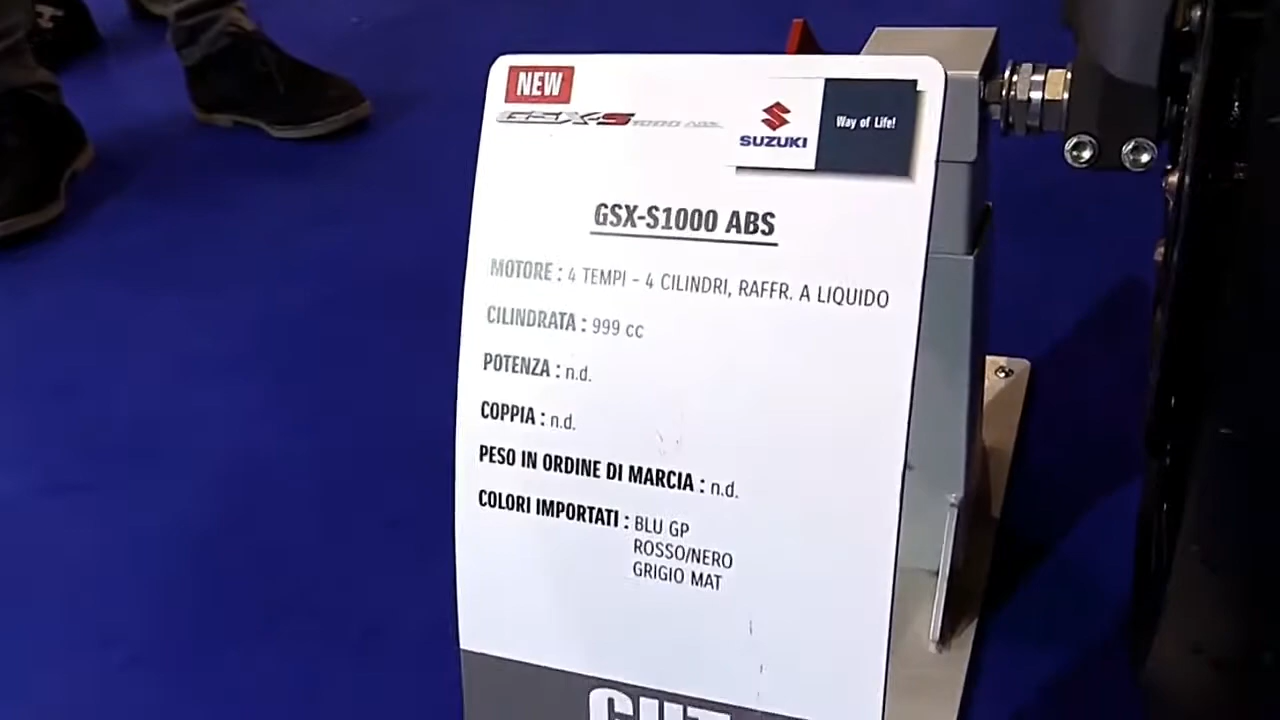 NEW
GSX-S 1000 ABS
SUZUKI
Way of Life!
GSX-S1000 ABS
MOTORE : 4 TEMPI - 4 CILINDRI, RAFFR. A LIQUIDO
CILINDRATA : 999 cc
POTENZA : n.d.
COPPIA : n.d.
PESO IN ORDINE DI MARCIA : n.d.
COLORI IMPORTATI : BLU GP
ROSSO/NERO
GRIGIO MAT